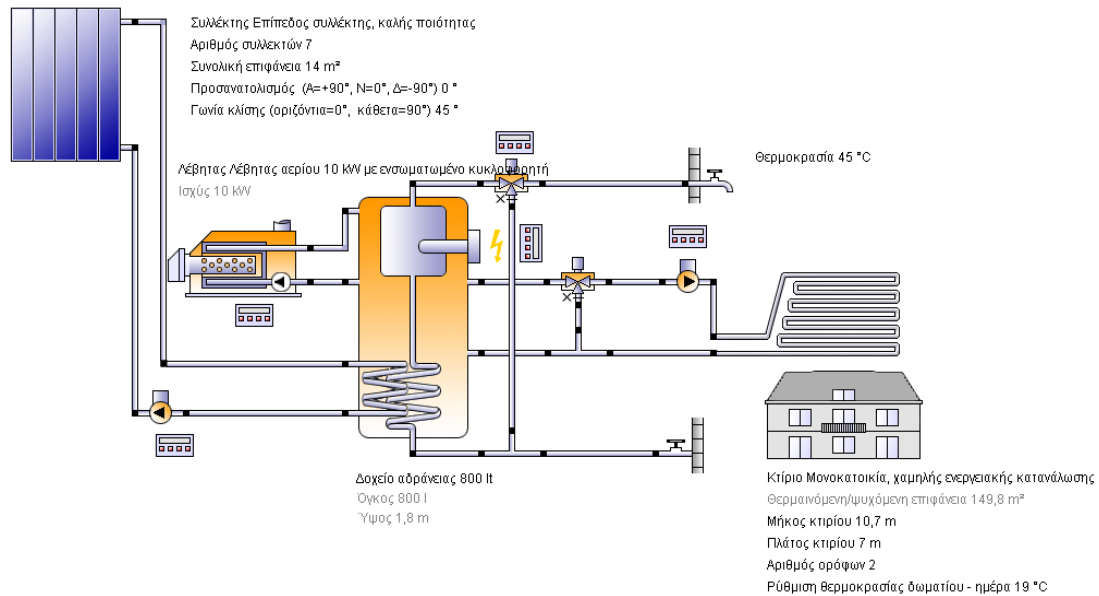 Συλλέκτης Επίπεδος συλλέκτης, καλής ποιότητας
Αριθμός συλλεκτών 7
Συνολική επιφάνεια 14 m²
Προσανατολισμός (Α=+90°, Ν=0°, Δ=-90°) 0 °
Γωνία κλίσης (οριζόντια=0°, κάθετα=90°) 45 °
Θερμοκρασία 45 °C
Λέβητας Λέβητας αερίου 10 kW με ενσωματωμένο κυκλοφορητή
Ισχύς 10 kW
Δοχείο αδράνειας 800 lt
Όγκος 800 l
Ύψος 1,8 m
Κτίριο Μονοκατοικία, χαμηλής ενεργειακής κατανάλωσης
Θερμαινόμενη/ψυχόμενη επιφάνεια 149,8 m²
Μήκος κτιρίου 10,7 m
Πλάτος κτιρίου 7 m
Αριθμός ορόφων 2
Ρύθμιση θερμοκρασίας δωματίου - ημέρα 19 °C